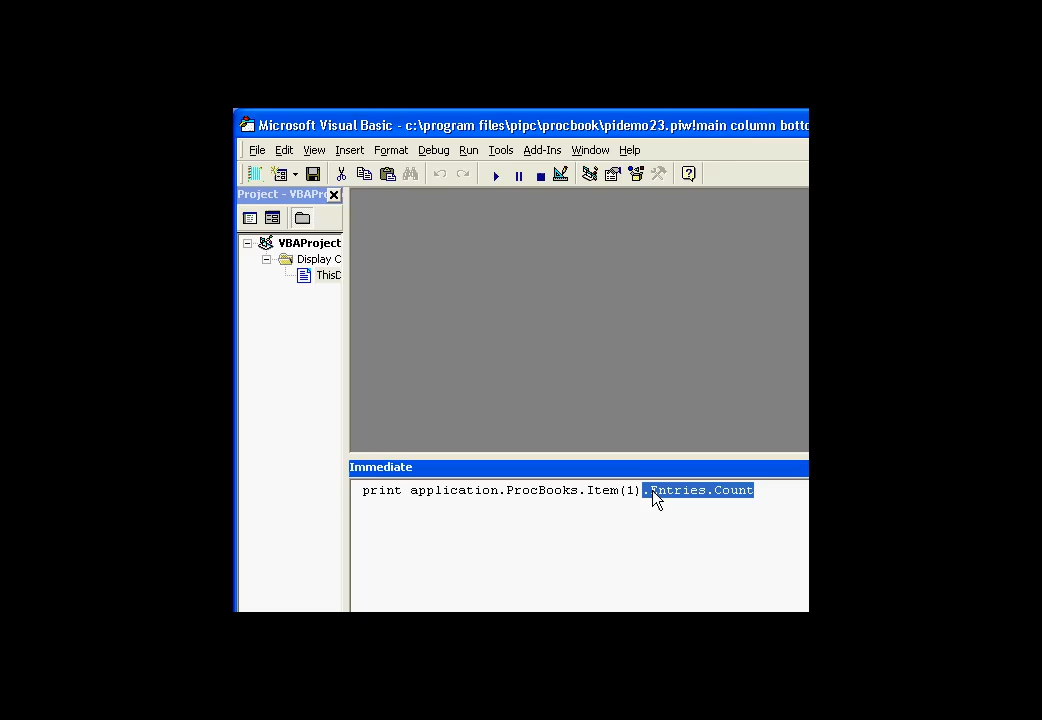 Microsoft Visual Basic - c:\program files\pipc\procbook\pidemo23.piw!main column botto
File Edit View Insert Format Debug Run Tools Add-Ins Window Help
Project - VBAPro
VBAProject
Display
ThisD
Immediate
print application.ProcBooks.Item(1).Entries.Count